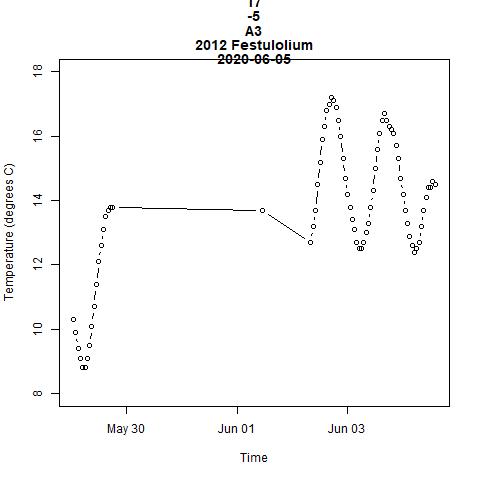 17
-5
A3
2012 Festulolium
2020-06-05
18
16
14
12
10
8
Temperature (degrees C)
May 30
Jun 01
Jun 03
Time